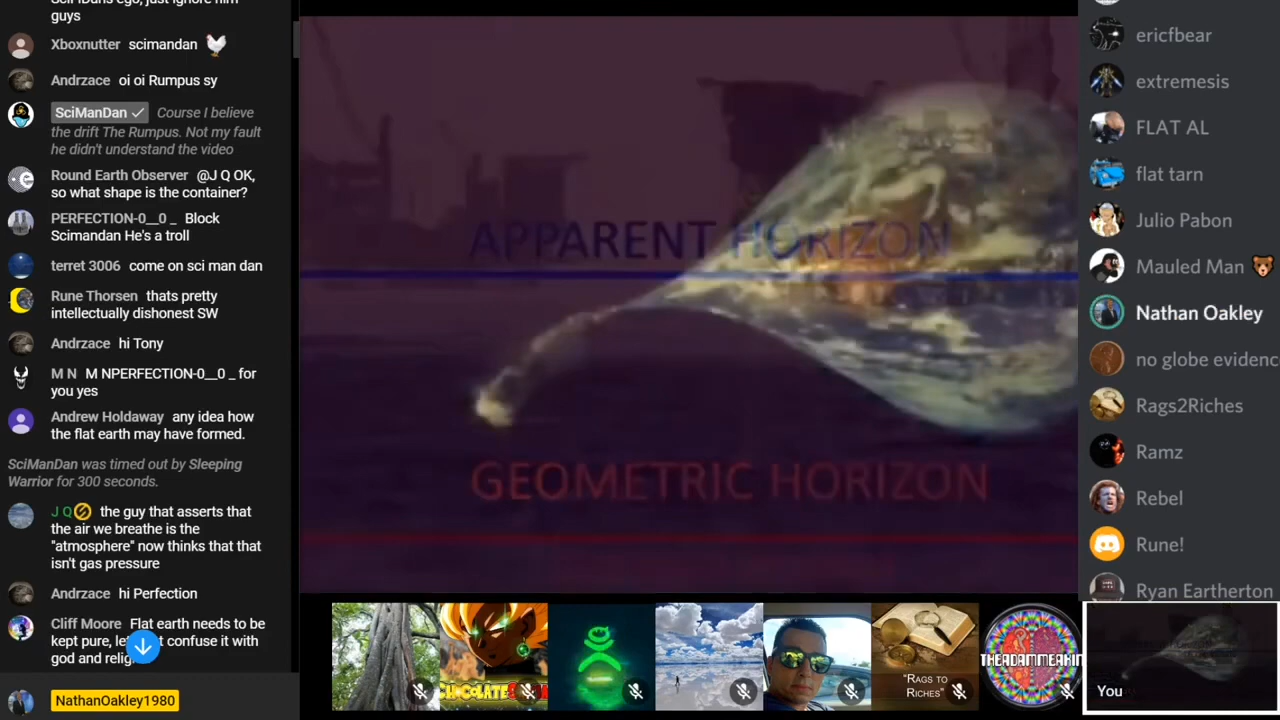 guys
Xboxnutter scimandan
Andrzace oi oi Rumpus sy
SciManDan Course I believe
the drift The Rumpus. Not my fault
he didn't understand the video
Round Earth Observer @J Q OK,
so what shape is the container?
PERFECTION-0__0 _ Block
Scimandan He's a troll
terret 3006 come on sci man dan
Rune Thorsen thats pretty
intellectually dishonest SW
Andrzace hi Tony
M N M NPERFECTION-0__0 _ for
you yes
Andrew Holdaway any idea how
the flat earth may have formed.
SciManDan was timed out by Sleeping
Warrior for 300 seconds.
J Q the guy that asserts that
the air we breathe is the
"atmosphere" now thinks that that
isn't gas pressure
Andrzace hi Perfection
Cliff Moore Flat earth needs to be
kept pure, confuse it with
god and
NathanOakley1980
APPARENT HORIZON
GEOMETRIC HORIZON
ericfbear
extremesis
FLAT AL
flat tarn
Julio Pabon
Mauled Man
Nathan Oakley
no globe evidenc
Rags2Riches
Ramz
Rebel
Rune!
Ryan Eartherton
"RAGS TO
RICHES"
THEADAMMEAKIN
You